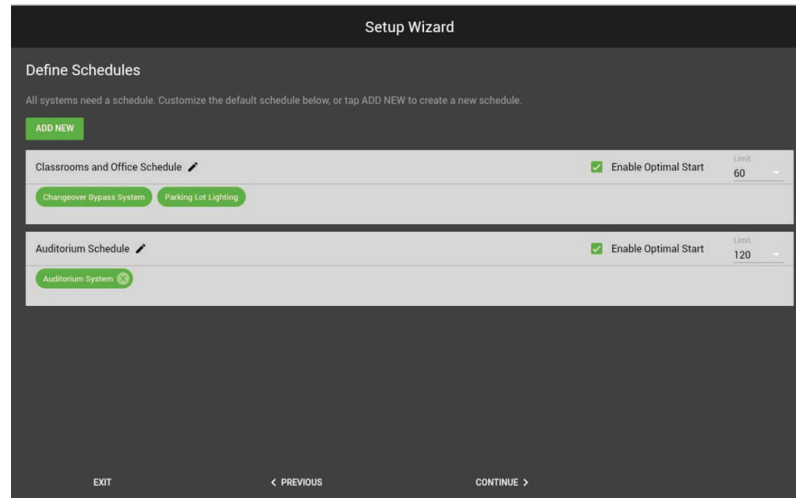 Setup Wizard
Define Schedules
All systems need a schedule. Customize the default schedule below, or tap ADD NEW to create a new schedule.
ADD NEW
Classrooms and Office Schedule
Enable Optimal Start
Limit
60
Changeover Bypass System
Parking Lot Lighting
Auditorium Schedule
Enable Optimal Start
Limit
120
Auditorium System
EXIT
< PREVIOUS
CONTINUE >